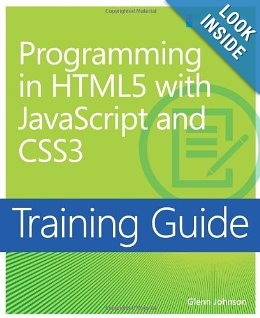 LOOK
INSIDE
Programming
in HTML5 with
JavaScript and
CSS3
Training Guide
Glenn Johnson